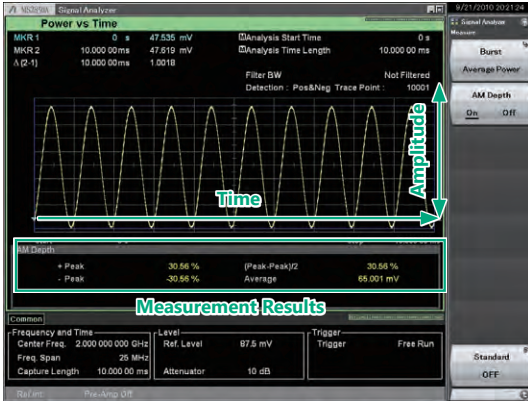 MS2690A Signal Analyzer
9/21/2010 20:21:24
Power vs Time
Signal Analyzer
Measure
MKR 1 0 s 47.535 mV Analysis Start Time 0 s
MKR 2 10.000 00 ms 47.619 mV Analysis Time Length 10.000 00 ms
Δ (2-1) 10.000 00 ms 1.0018
Filter BW Not Filtered
Detection : Pos&Neg Trace Point : 10001
Burst
Average Power
AM Depth
On Off
Amplitude
Time
AM Depth
+ Peak 30.56 % (Peak-Peak)/2 30.56 %
- Peak -30.56 % Average 65.001 mV
Measurement Results
Common
Frequency and Time
Center Freq. 2.000 000 000 GHz
Freq. Span 25 MHz
Capture Length 10.000 00 ms
Level
Ref. Level 87.5 mV
Attenuator 10 dB
Trigger
Trigger Free Run
Standard
OFF
Ref.Int Pre-Amp Off